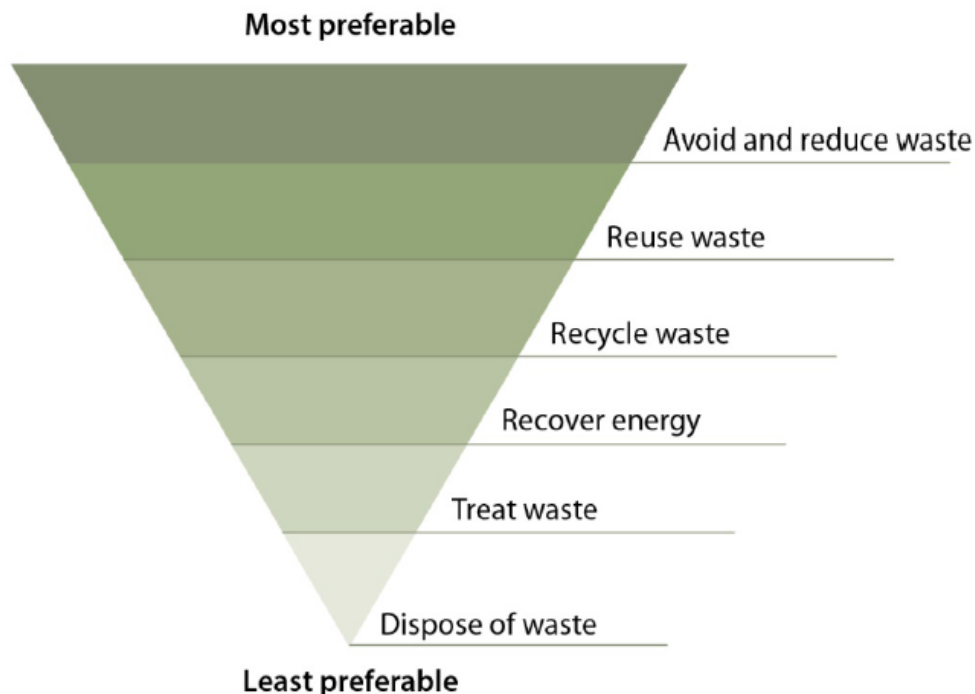 Most preferable
Avoid and reduce waste
Reuse waste
Recycle waste
Recover energy
Treat waste
Dispose of waste
Least preferable